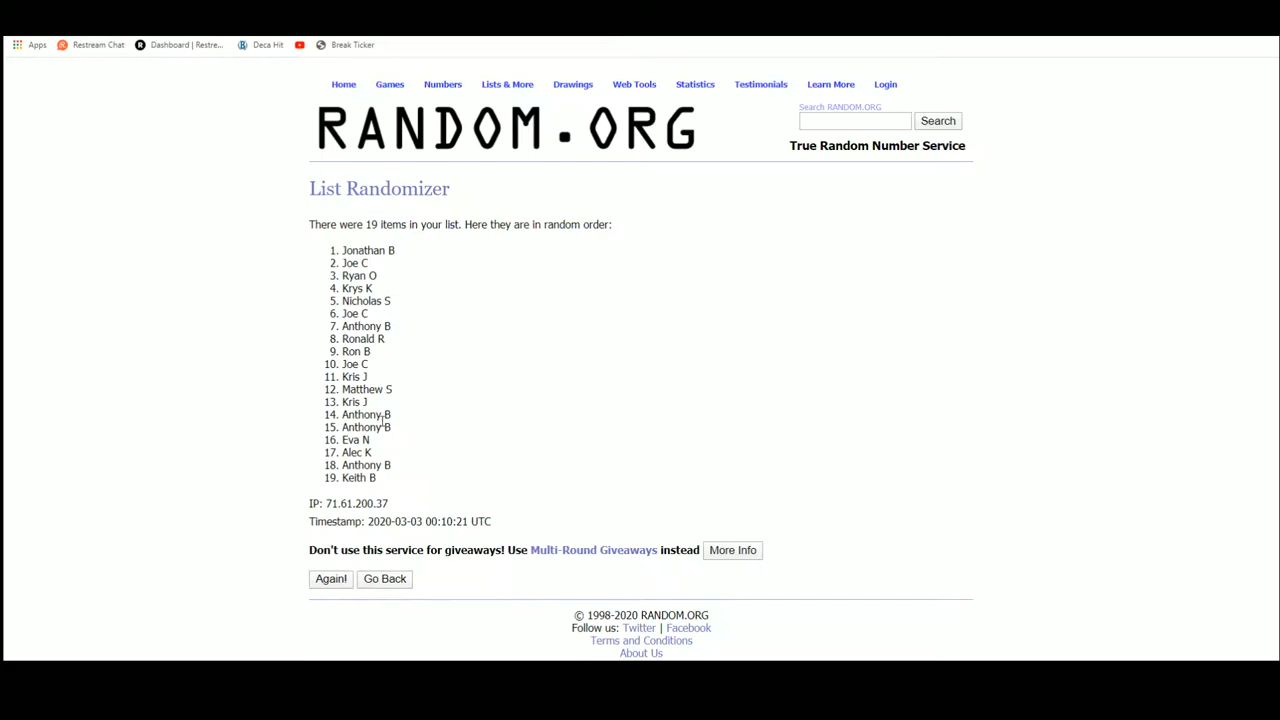 Apps Restream Chat Dashboard | Restre... Deca Hit Break Ticker
Home Games Numbers Lists & More Drawings Web Tools Statistics Testimonials Learn More Login
RANDOM.ORG
Search RANDOM.ORG
Search
True Random Number Service
List Randomizer
There were 19 items in your list. Here they are in random order:
1. Jonathan B
2. Joe C
3. Ryan O
4. Krys K
5. Nicholas S
6. Joe C
7. Anthony B
8. Ronald R
9. Ron B
10. Joe C
11. Kris J
12. Matthew S
13. Kris J
14. Anthony B
15. Anthony B
16. Eva N
17. Alec K
18. Anthony B
19. Keith B
IP: 71.61.200.37
Timestamp: 2020-03-03 00:10:21 UTC
Don't use this service for giveaways! Use Multi-Round Giveaways instead More Info
Again! Go Back
© 1998-2020 RANDOM.ORG
Follow us: Twitter | Facebook
Terms and Conditions
About Us